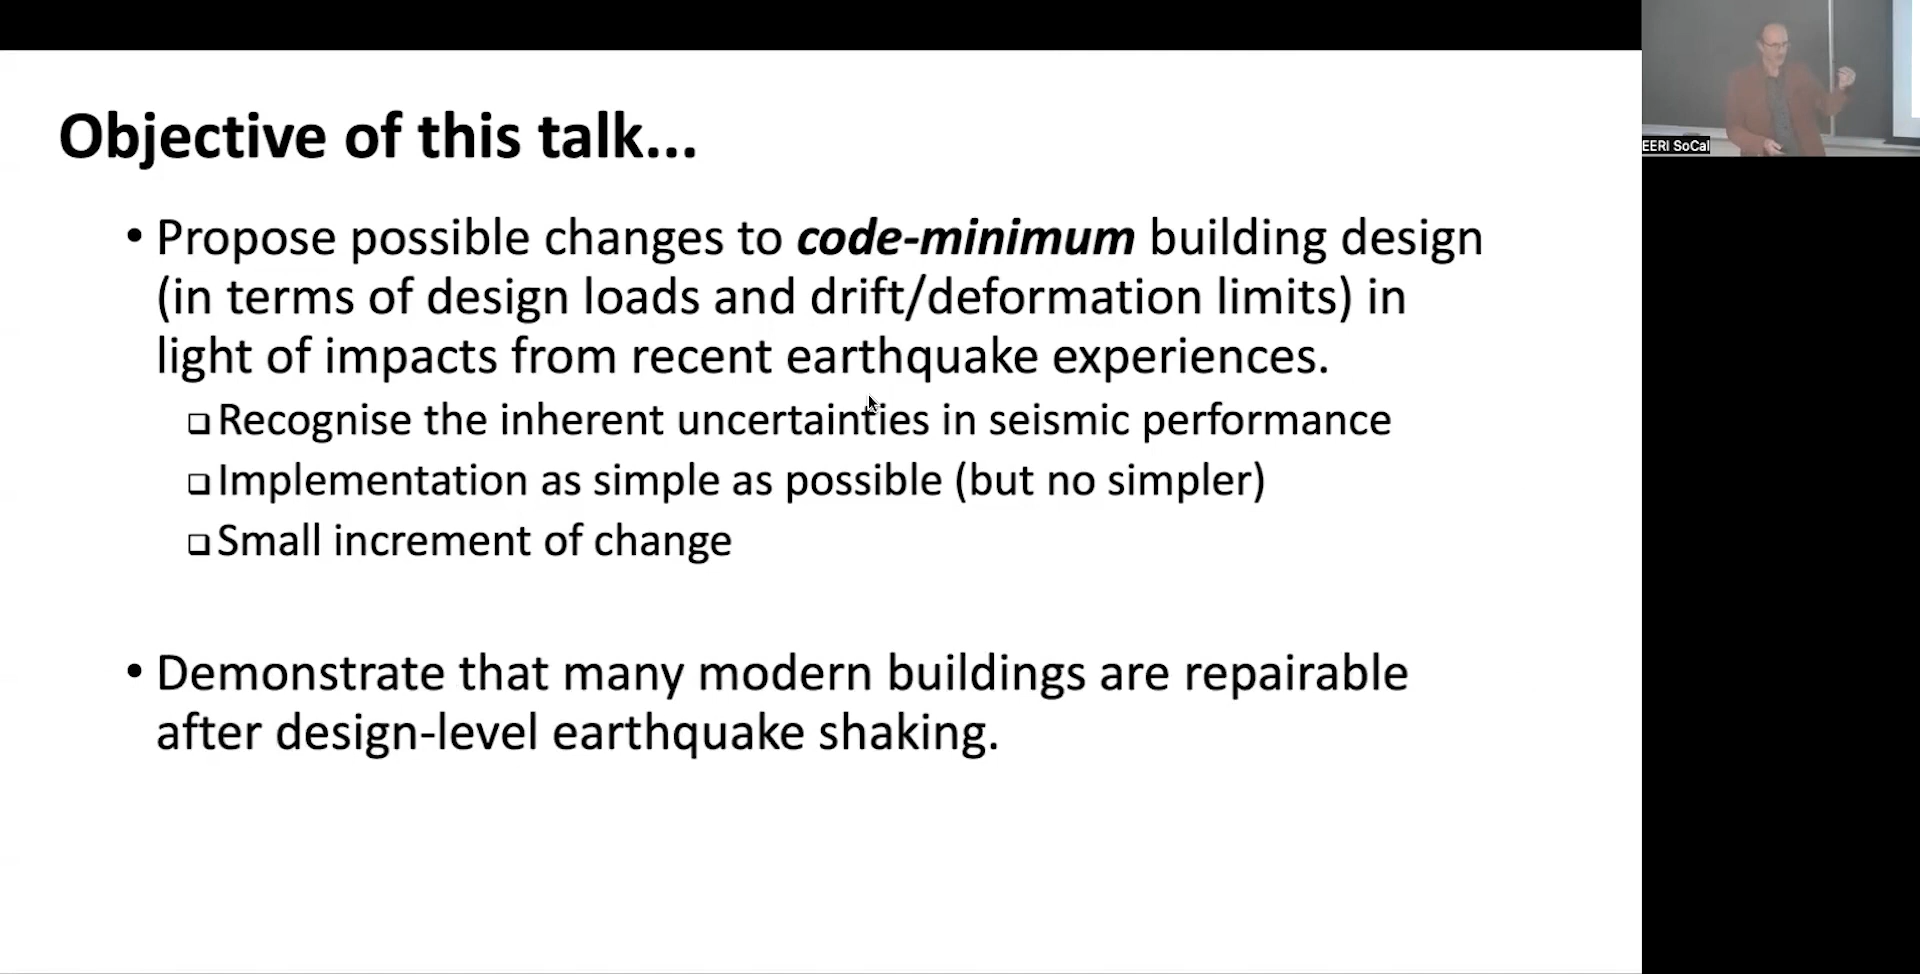 Objective of this talk...
• Propose possible changes to code-minimum building design
(in terms of design loads and drift/deformation limits) in
light of impacts from recent earthquake experiences.
❑ Recognise the inherent uncertainties in seismic performance
❑ Implementation as simple as possible (but no simpler)
❑ Small increment of change
• Demonstrate that many modern buildings are repairable
after design-level earthquake shaking.
EERI SoCal